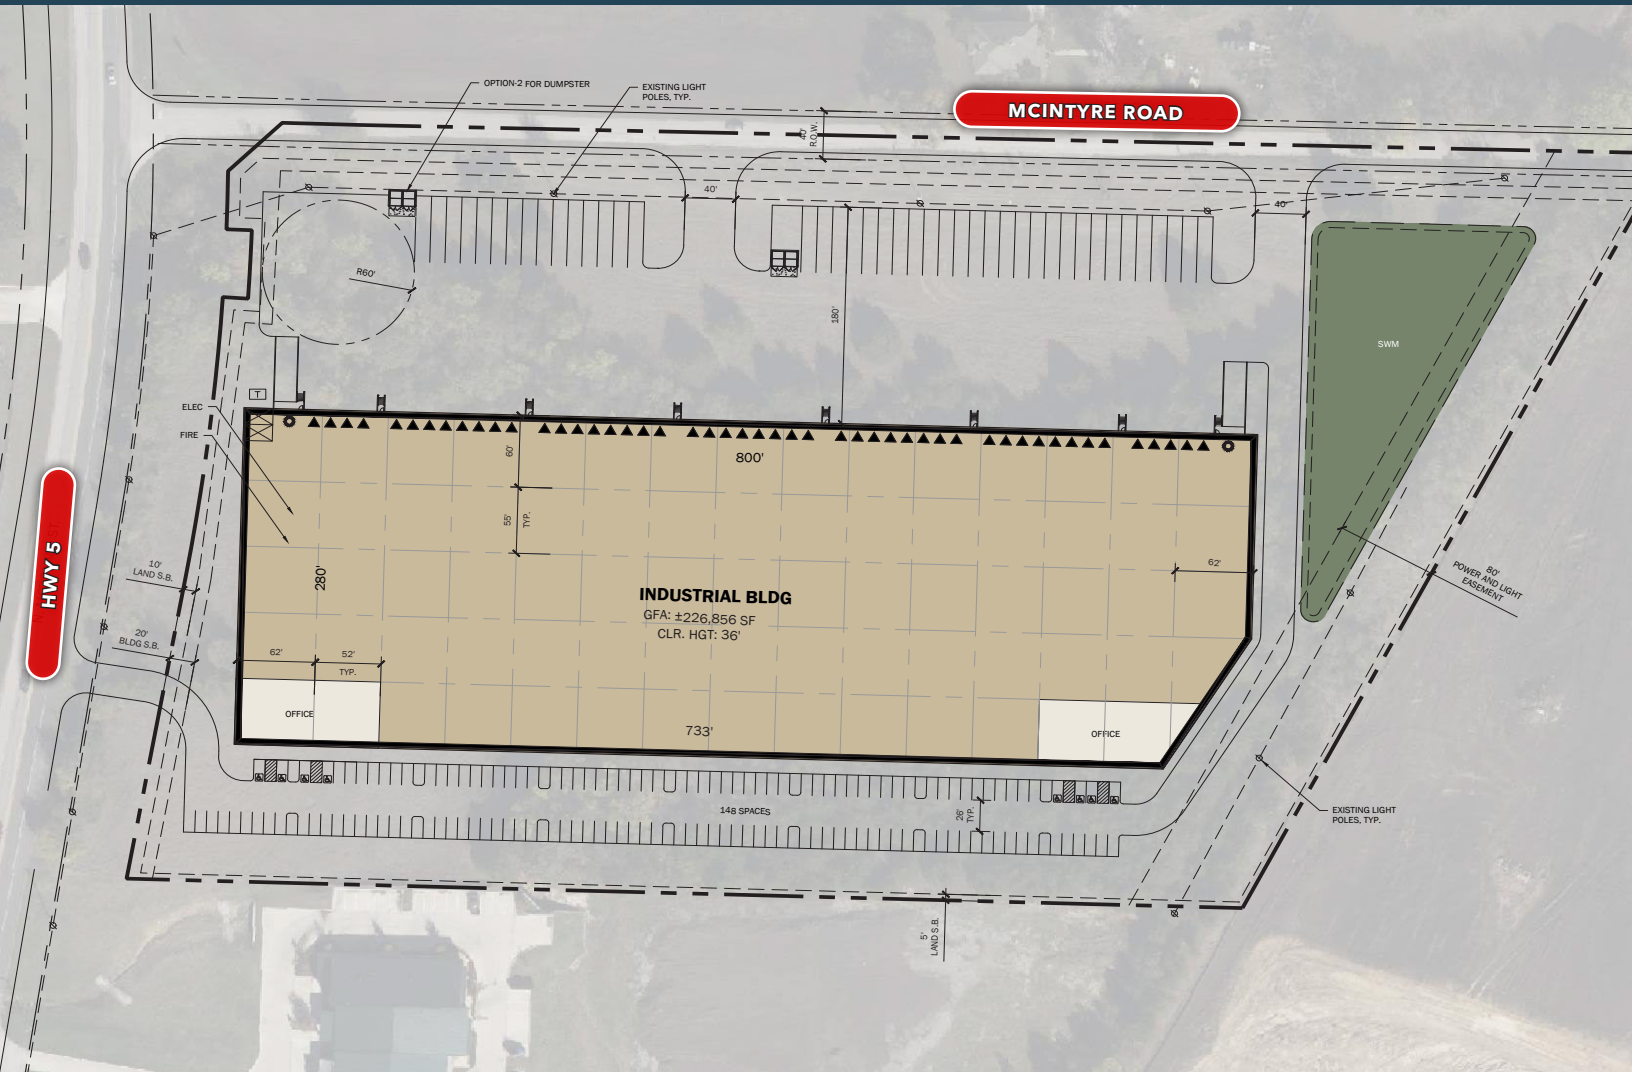 OPTION-2 FOR DUMPSTER
EXISTING LIGHT
POLES, TYP.
MCINTYRE ROAD
40'
R.O.W.
40'
40'
R60'
180'
SWM
T
ELEC
FIRE
60'
800'
55'
TYP.
HWY 5
10'
LAND S.B.
280'
62'
80'
POWER AND LIGHT
EASEMENT
INDUSTRIAL BLDG
GFA: ±226,856 SF
CLR. HGT: 36'
20'
BLDG S.B.
62'
52'
TYP.
OFFICE
733'
OFFICE
148 SPACES
26'
TYP.
EXISTING LIGHT
POLES, TYP.
5'
LAND S.B.